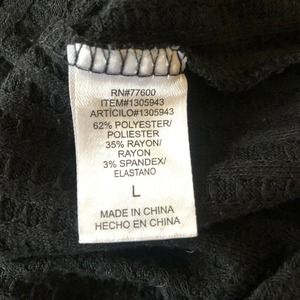 RN#77600
ITEM#1305943
ARTÍCILO#1305943
62% POLYESTER/
POLIESTER
35% RAYON/
RAYON
3% SPANDEX/
ELASTANO
L
MADE IN CHINA
HECHO EN CHINA